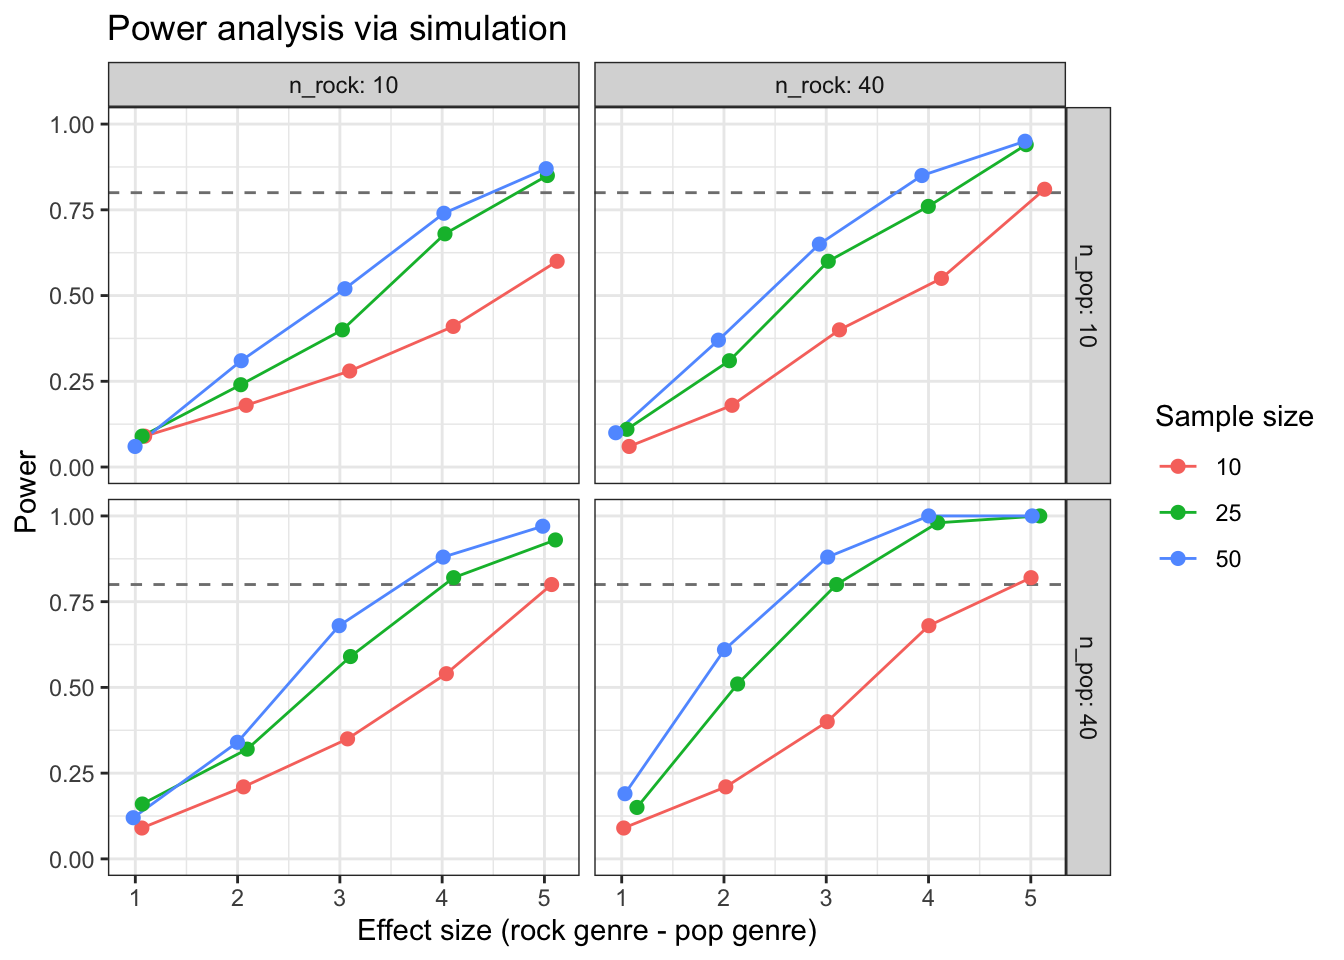 Power analysis via simulation
n_rock: 10
n_rock: 40
1.00
0.75
0.50
0.25
0.00
n_pop: 10
1.00
0.75
0.50
0.25
0.00
n_pop: 40
Power
1 2 3 4 5
1 2 3 4 5
Effect size (rock genre - pop genre)
Sample size
10
25
50